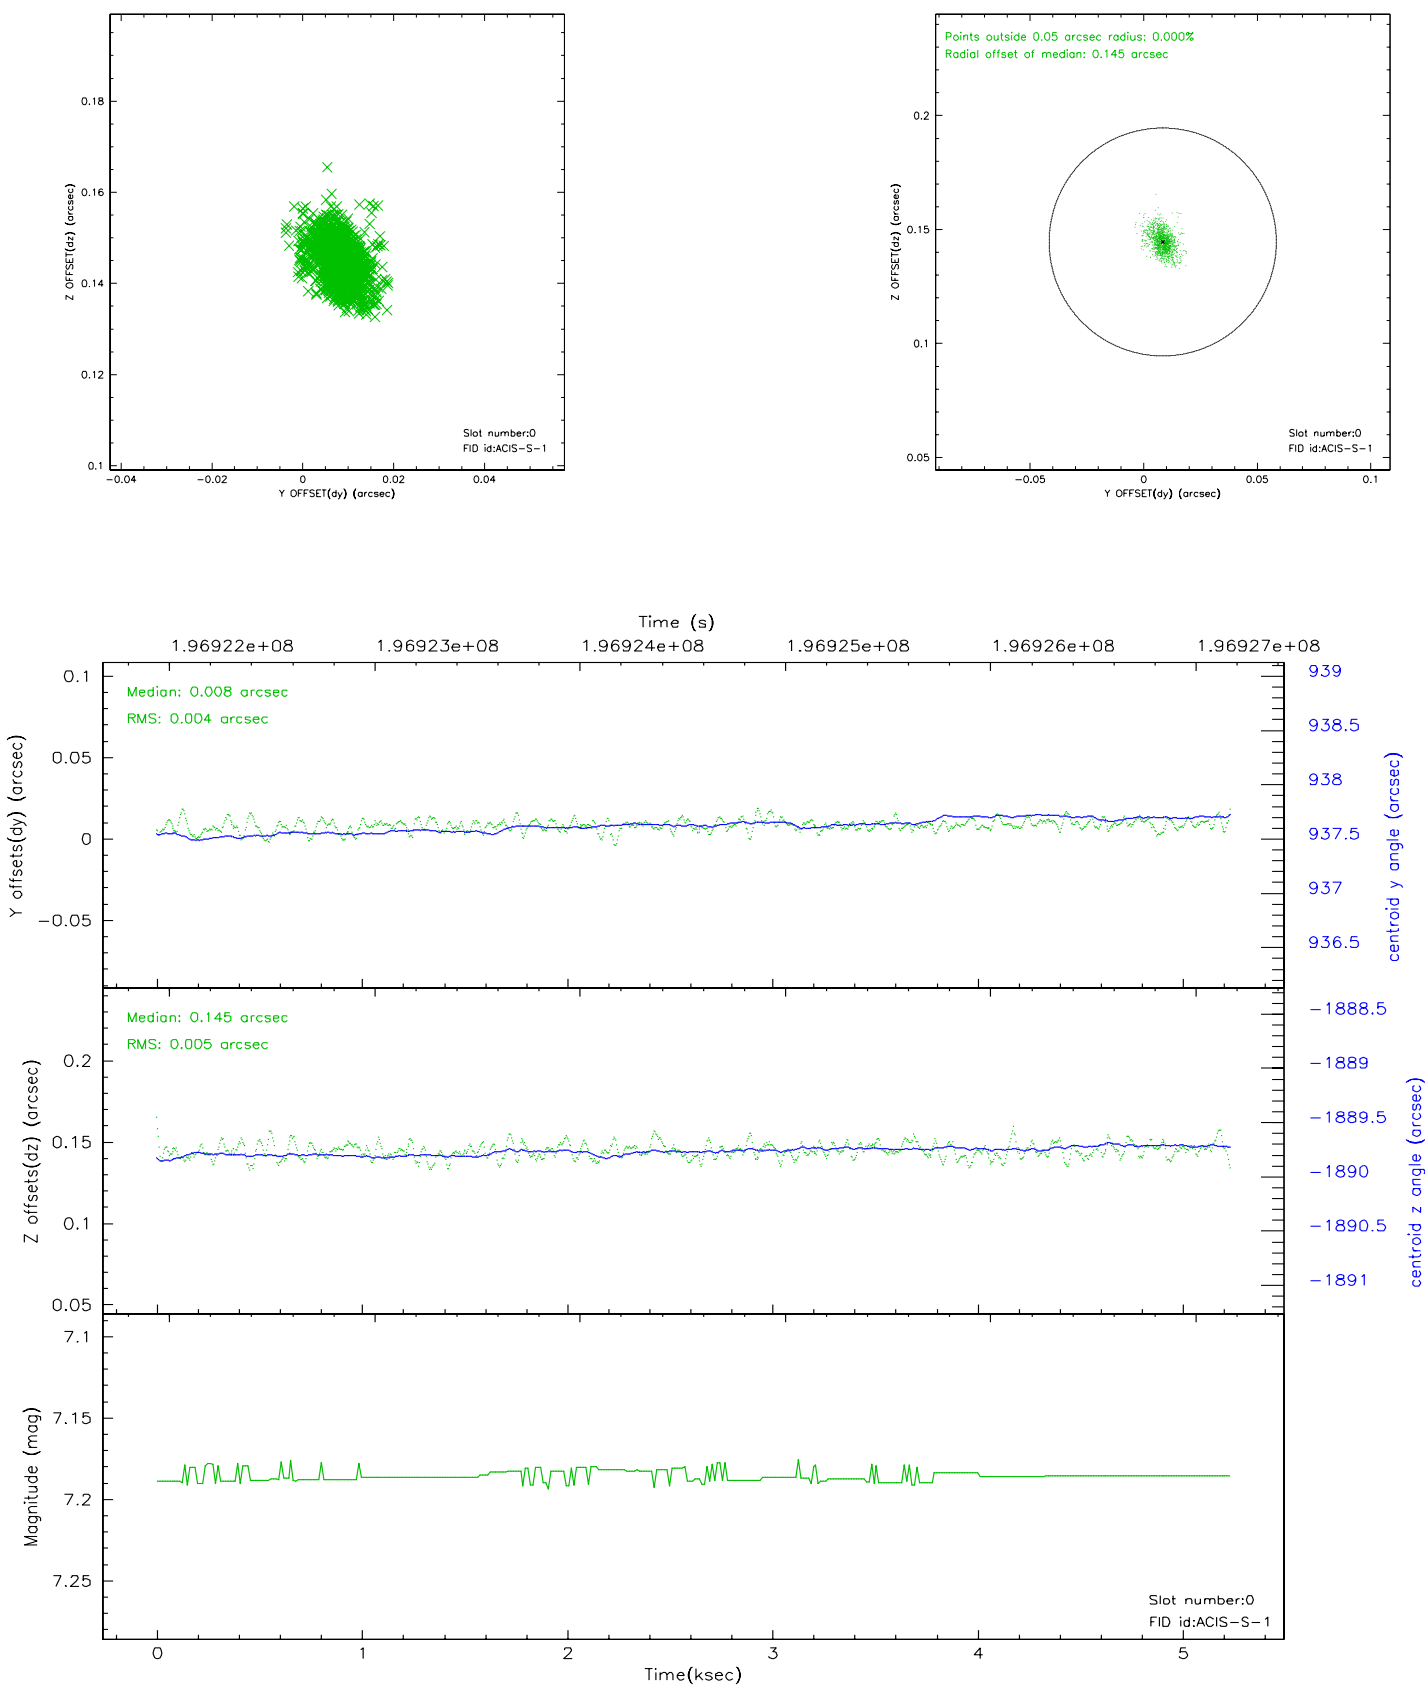 0.18
0.16
0.14
0.12
0.1
Z OFFSET(dz) (arcsec)
Slot number:0
FID id:ACIS-S-1
-0.04
-0.02
0
0.02
0.04
Y OFFSET(dy) (arcsec)
Points outside 0.05 arcsec radius: 0.000%
Radial offset of median: 0.145 arcsec
0.2
0.15
0.1
0.05
Z OFFSET(dz) (arcsec)
Slot number:0
FID id:ACIS-S-1
-0.05
0
0.05
0.1
Y OFFSET(dy) (arcsec)
Time (s)
1.96922e+08
1.96923e+08
1.96924e+08
1.96925e+08
1.96926e+08
1.96927e+08
0.1
0.05
0
-0.05
Y offsets(dy) (arcsec)
Median: 0.008 arcsec
RMS: 0.004 arcsec
939
938.5
938
937.5
937
936.5
centroid y angle (arcsec)
0.2
0.15
0.1
0.05
Z offsets(dz) (arcsec)
Median: 0.145 arcsec
RMS: 0.005 arcsec
-1888.5
-1889
-1889.5
-1890
-1890.5
-1891
centroid z angle (arcsec)
7.1
7.15
7.2
7.25
Magnitude (mag)
Slot number:0
FID id:ACIS-S-1
0
1
2
3
4
5
Time(ksec)